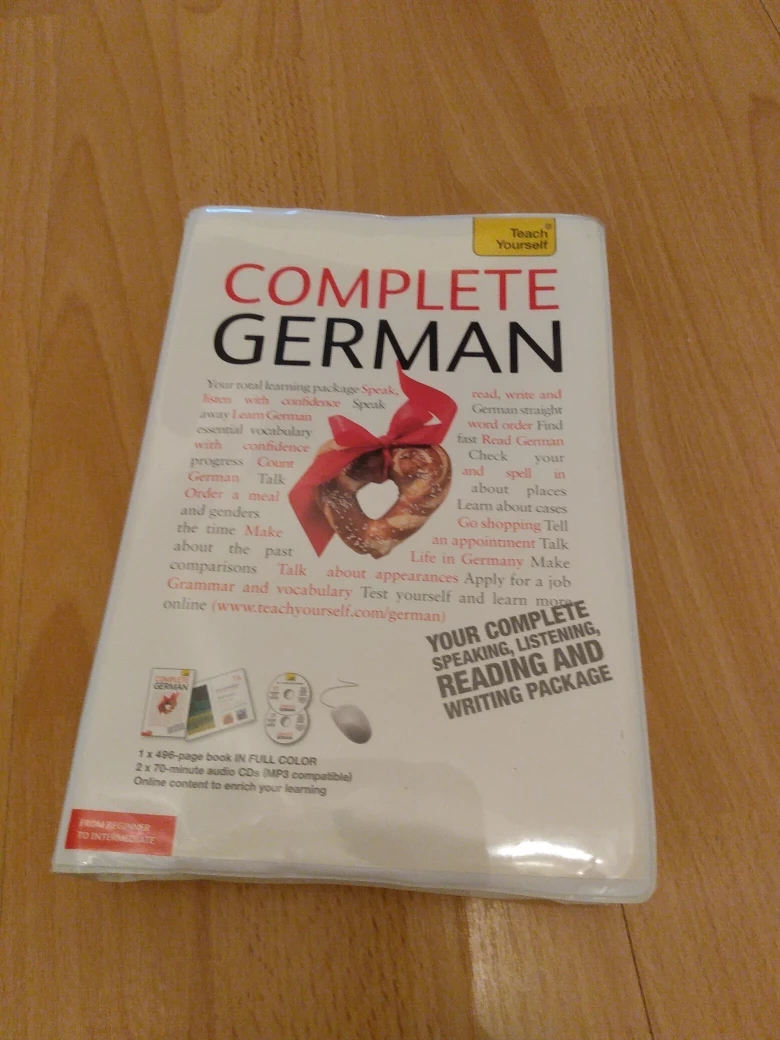 Teach
Yourself
COMPLETE
GERMAN
Your total learning package Speak,
listen with confidence Speak
away Learn German
essential vocabulary
with confidence
progress Count
German Talk
Order a meal
and genders
the time Make
about the past
read, write and
German straight
word order Find
fast Read German
Check your
and spell in
about places
Learn about cases
Go shopping Tell
an appointment Talk
Life in Germany Make
comparisons Talk about appearances Apply for a job
Grammar and vocabulary Test yourself and learn more
online (www.teachyourself.com/german)
YOUR COMPLETE
SPEAKING, LISTENING,
READING AND
WRITING PACKAGE
COMPLETE
GERMAN
1 x 496-page book IN FULL COLOR
2 x 70-minute audio CDs (MP3 compatible)
Online content to enrich your learning
FROM BEGINNER
TO INTERMEDIATE